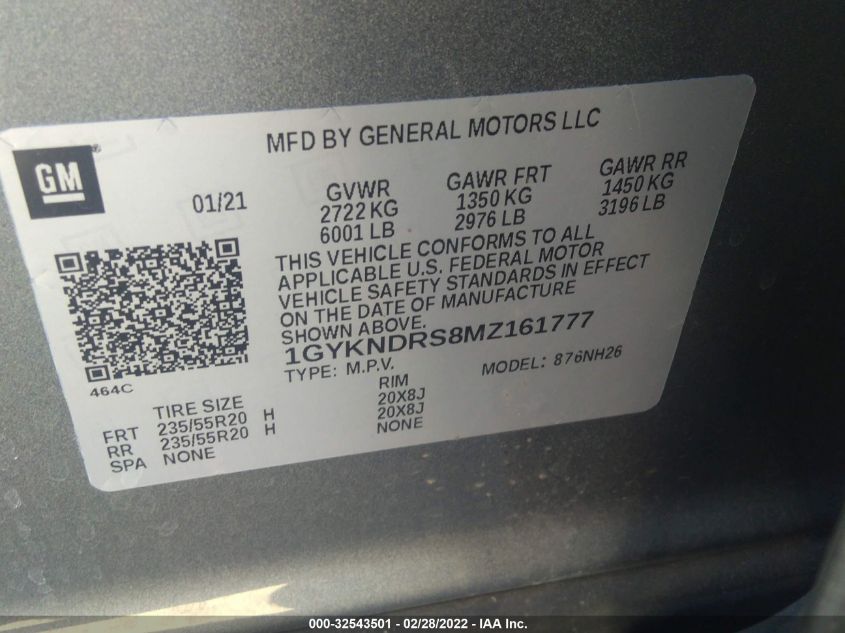 MFD BY GENERAL MOTORS LLC
GM
01/21
GVWR GAWR FRT GAWR RR
2722 KG 1350 KG 1450 KG
6001 LB 2976 LB 3196 LB
THIS VEHICLE CONFORMS TO ALL
APPLICABLE U.S. FEDERAL MOTOR
VEHICLE SAFETY STANDARDS IN EFFECT
ON THE DATE OF MANUFACTURE
SHOWN ABOVE.
1GYKNDRS8MZ161777
TYPE: M.P.V. MODEL: 876NH26
464C
TIRE SIZE RIM
FRT 235/55R20 H 20X8J
RR 235/55R20 H 20X8J
SPA NONE NONE
000-32543501 - 02/28/2022 - IAA Inc.